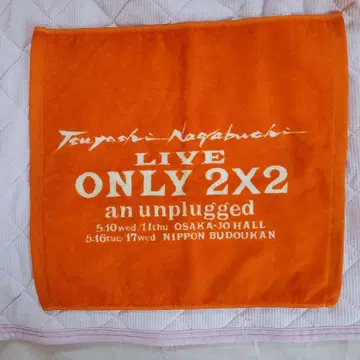 Tsuyoshi Nagabuchi
LIVE
ONLY 2X2
an unplugged
5.10wed/11thu OSAKA-JO HALL
5.16tue/17wed NIPPON BUDOUKAN